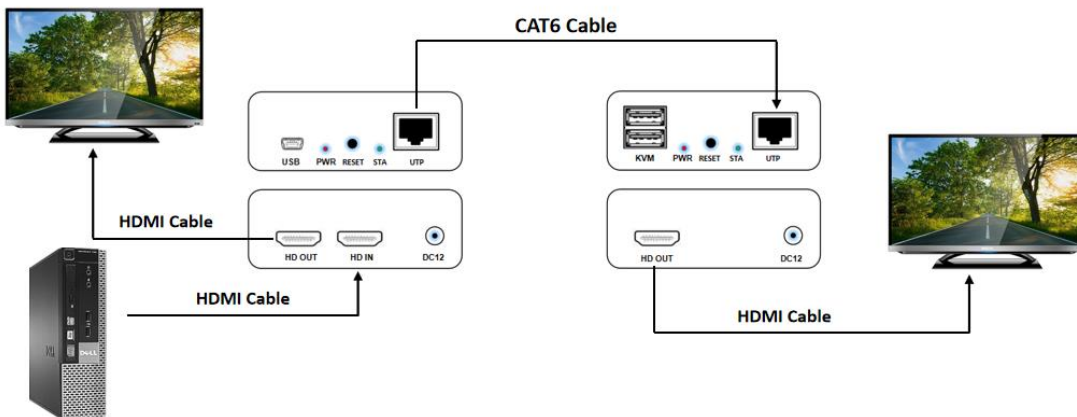 CAT6 Cable
USB PWR RESET STA UTP
KVM PWR RESET STA UTP
HDMI Cable
HD OUT HD IN DC12
HD OUT DC12
HDMI Cable
HDMI Cable
DELL